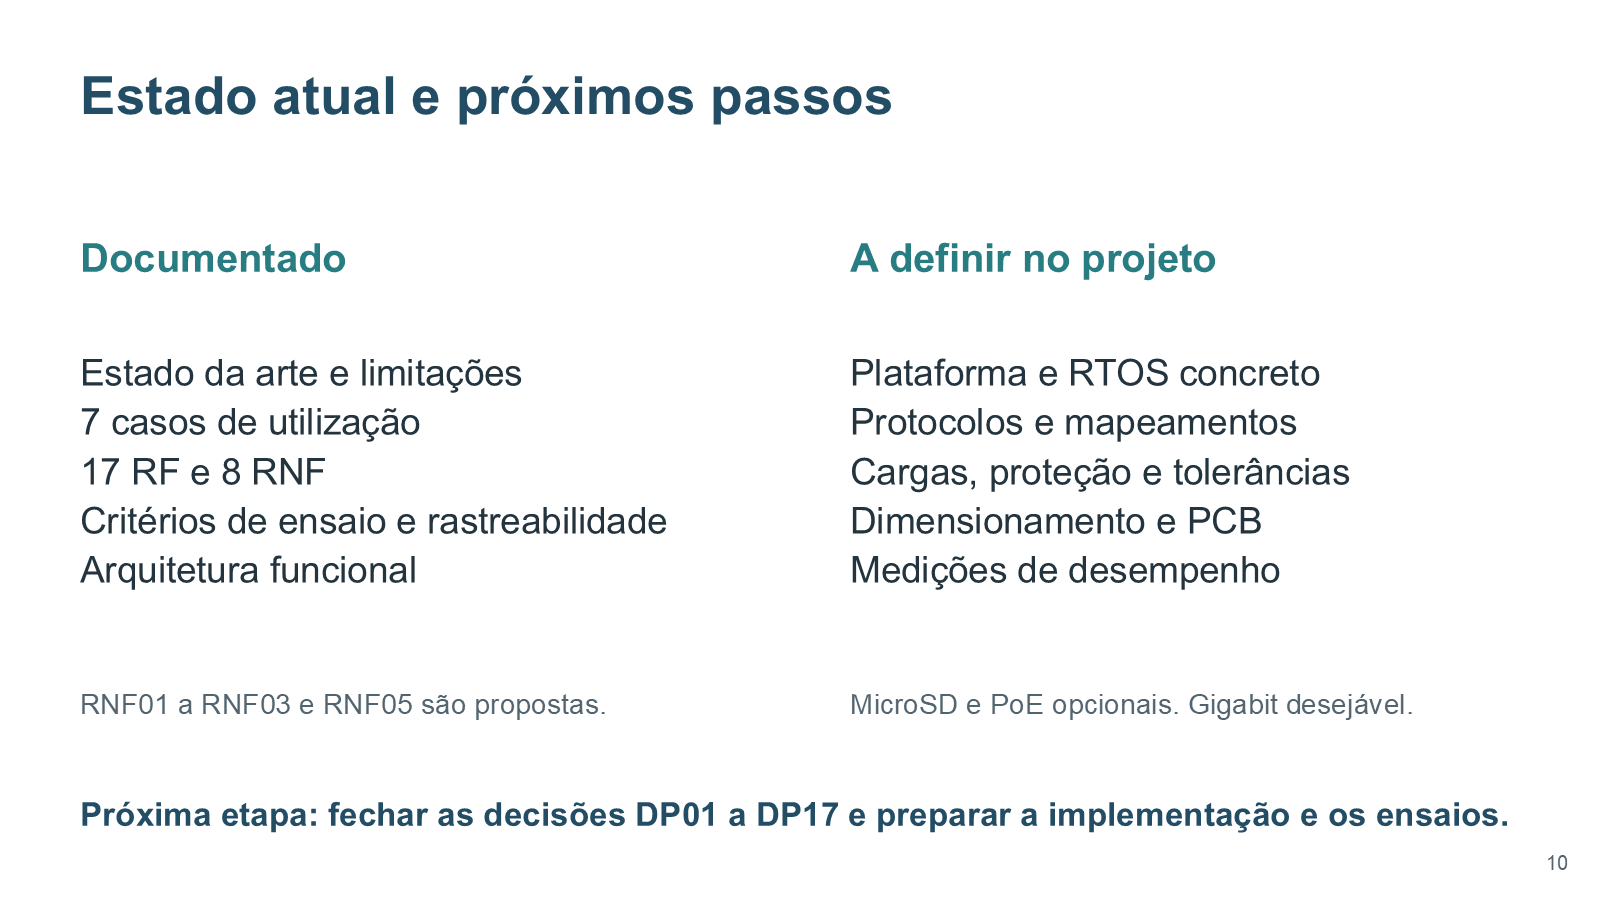 Estado atual e próximos passos
Documentado
Estado da arte e limitações
7 casos de utilização
17 RF e 8 RNF
Critérios de ensaio e rastreabilidade
Arquitetura funcional
RNF01 a RNF03 e RNF05 são propostas.
A definir no projeto
Plataforma e RTOS concreto
Protocolos e mapeamentos
Cargas, proteção e tolerâncias
Dimensionamento e PCB
Medições de desempenho
MicroSD e PoE opcionais. Gigabit desejável.
Próxima etapa: fechar as decisões DP01 a DP17 e preparar a implementação e os ensaios.
10